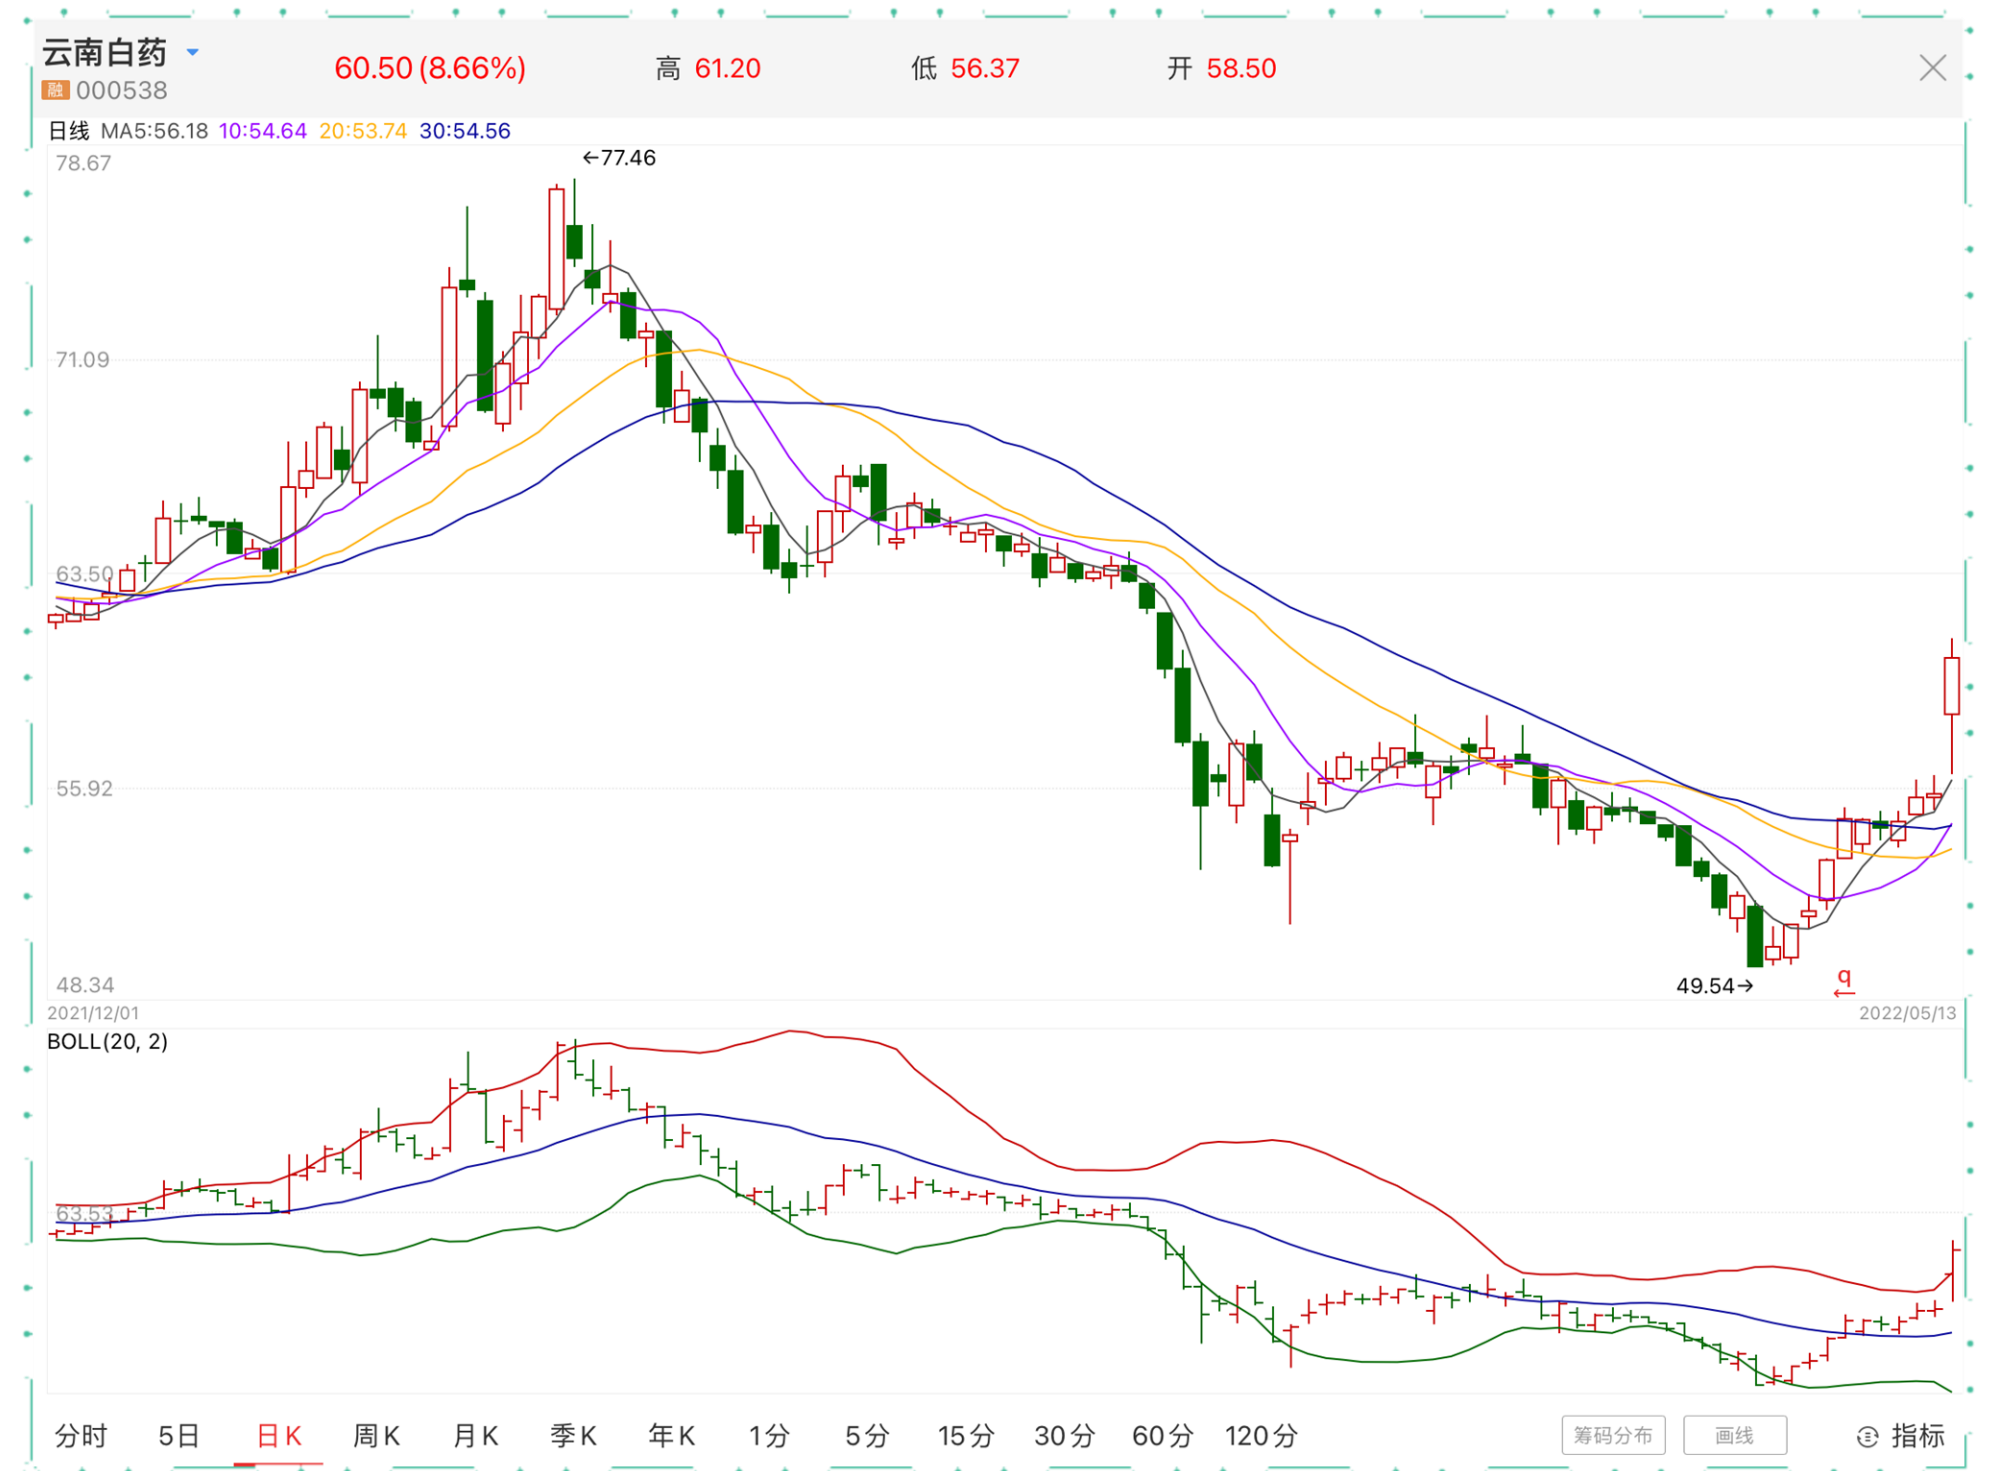 云南白药
60.50 (8.66%) 高 61.20 低 56.37 开 58.50
融 000538
日线 MA5:56.18 10:54.64 20:53.74 30:54.56
78.67
←77.46
71.09
63.50
55.92
49.54→
q
48.34
2021/12/01 2022/05/13
BOLL(20, 2)
63.53
分时 5日 日K 周K 月K 季K 年K 1分 5分 15分 30分 60分 120分 筹码分布 画线 指标